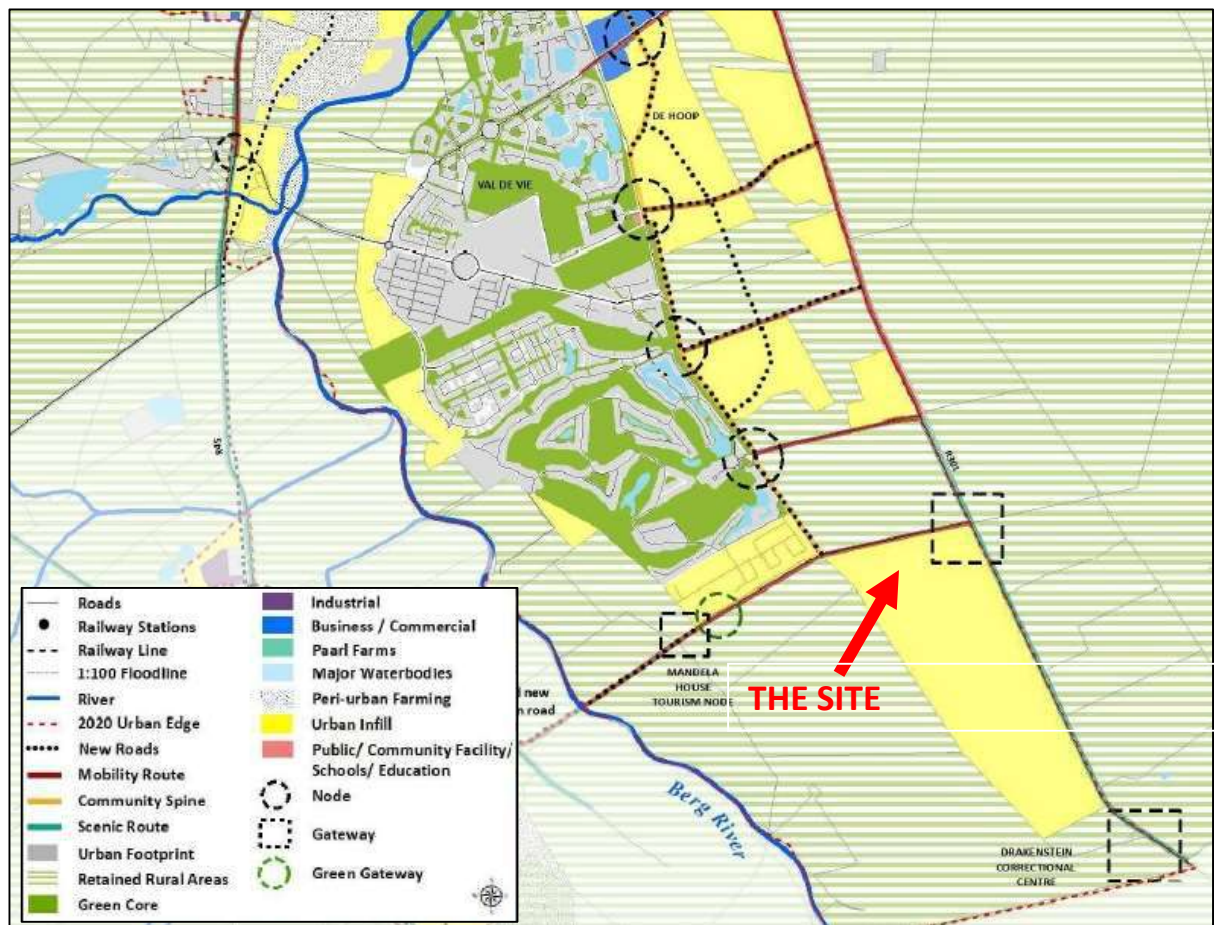 DE HOOP
VAL DE VIE
R45
R301
MANDELA
HOUSE
TOURISM NODE
new
road
THE SITE
Berg River
DRAKENSTEIN
CORRECTIONAL
CENTRE
Roads
Railway Stations
Railway Line
1:100 Floodline
River
2020 Urban Edge
New Roads
Mobility Route
Community Spine
Scenic Route
Urban Footprint
Retained Rural Areas
Green Core
Industrial
Business / Commercial
Paarl Farms
Major Waterbodies
Peri-urban Farming
Urban Infill
Public/ Community Facility/
Schools/ Education
Node
Gateway
Green Gateway